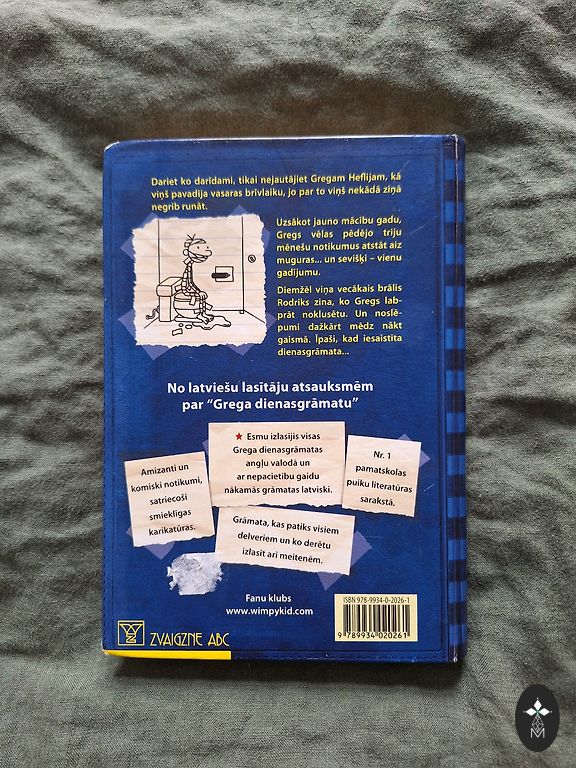 Dariet ko darīdami, tikai nejautājiet Gregam Heflijam, kā
viņš pavadīja vasaras brīvlaiku, jo par to viņš nekādā ziņā
negrib runāt.
Uzsākot jauno mācību gadu,
Gregs vēlas pēdējo triju
mēnešu notikumus atstāt aiz
muguras... un sevišķi – vienu
gadījumu.
Diemžēl viņa vecākais brālis
Rodriks zina, ko Gregs lab-
prāt noklusētu. Un noslē-
pumi dažkārt mēdz nākt
gaismā. Īpaši, kad iesaistīta
dienasgrāmata...
No latviešu lasītāju atsauksmēm
par “Grega dienasgrāmatu”
★ Esmu izlasījis visas
Grega dienasgrāmatas
angļu valodā un
ar nepacietību gaidu
nākamās grāmatas latviski.
Amizanti un
komiski notikumi,
satriecoši
smieklīgas
karikatūras.
Nr. 1
pamatskolas
puiku literatūras
sarakstā.
Grāmata, kas patiks visiem
delveriem un ko derētu
izlasīt arī meitenēm.
Fanu klubs
www.wimpykid.com
ISBN 978-9934-0-2026-1
9 789934 020261
ZVAIGZNE ABC
M